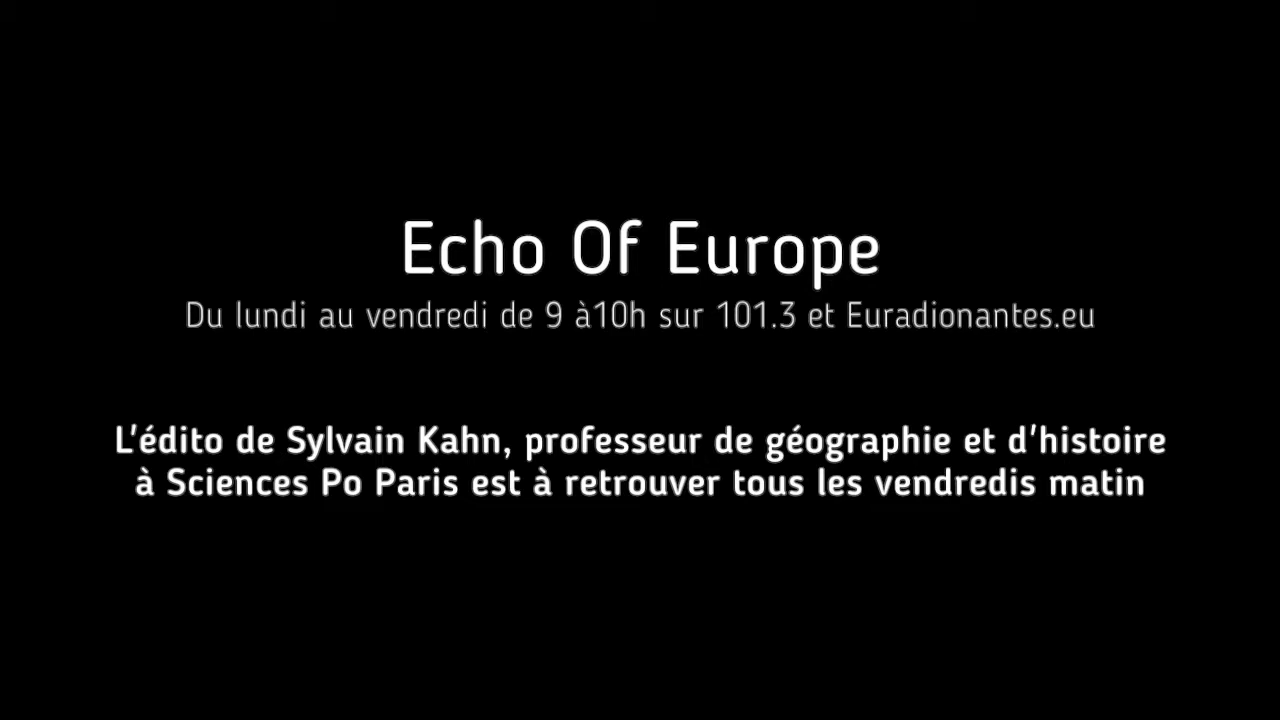 Echo Of Europe
Du lundi au vendredi de 9 à10h sur 101.3 et Euradionantes.eu
L'édito de Sylvain Kahn, professeur de géographie et d'histoire
à Sciences Po Paris est à retrouver tous les vendredis matin